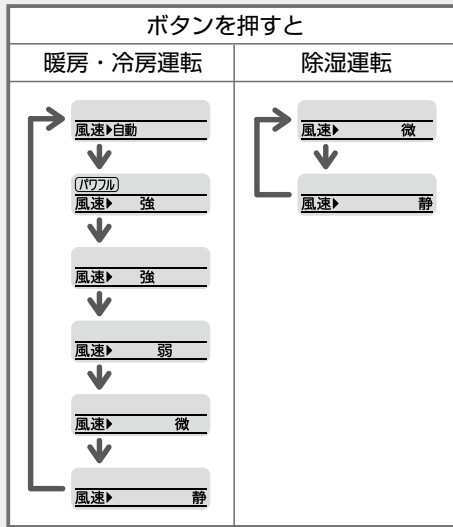 ボタンを押すと
暖房・冷房運転
除湿運転
風速▶自動
パワフル
風速▶ 強
風速▶ 強
風速▶ 弱
風速▶ 微
風速▶ 静
風速▶ 微
風速▶ 静